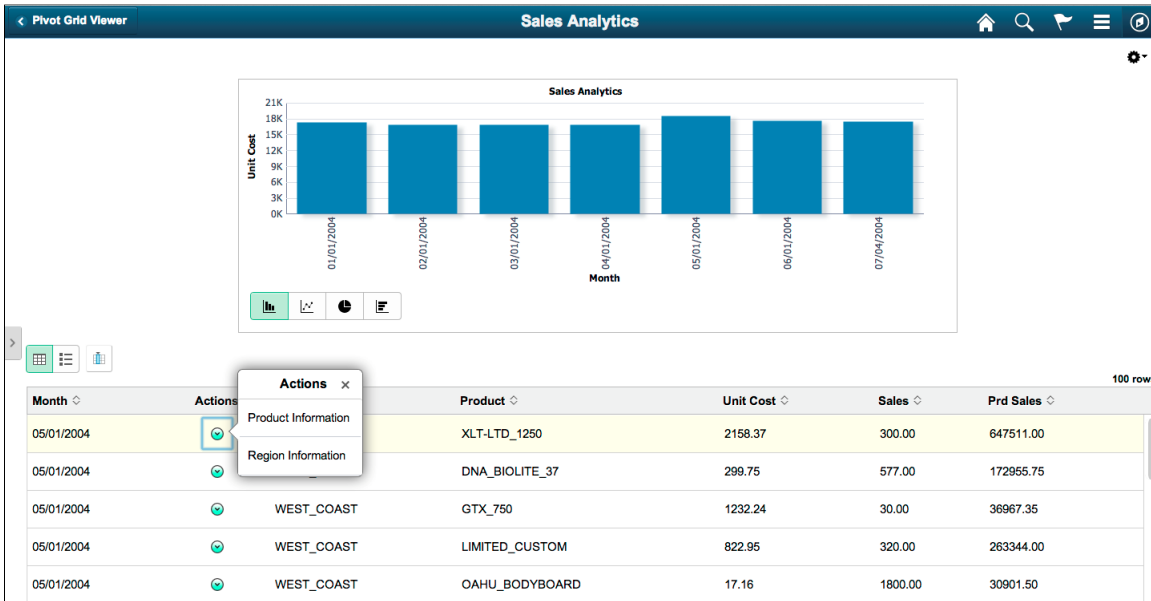 Pivot Grid Viewer
Sales Analytics
Sales Analytics
21K
18K
15K
12K
9K
6K
3K
0K
Unit Cost
01/01/2004
02/01/2004
03/01/2004
04/01/2004
05/01/2004
06/01/2004
07/04/2004
Month
100 row
Month Actions Product Unit Cost Sales Prd Sales
Actions ×
Product Information
Region Information
05/01/2004 XLT-LTD_1250 2158.37 300.00 647511.00
05/01/2004 DNA_BIOLITE_37 299.75 577.00 172955.75
05/01/2004 WEST_COAST GTX_750 1232.24 30.00 36967.35
05/01/2004 WEST_COAST LIMITED_CUSTOM 822.95 320.00 263344.00
05/01/2004 WEST_COAST OAHU_BODYBOARD 17.16 1800.00 30901.50